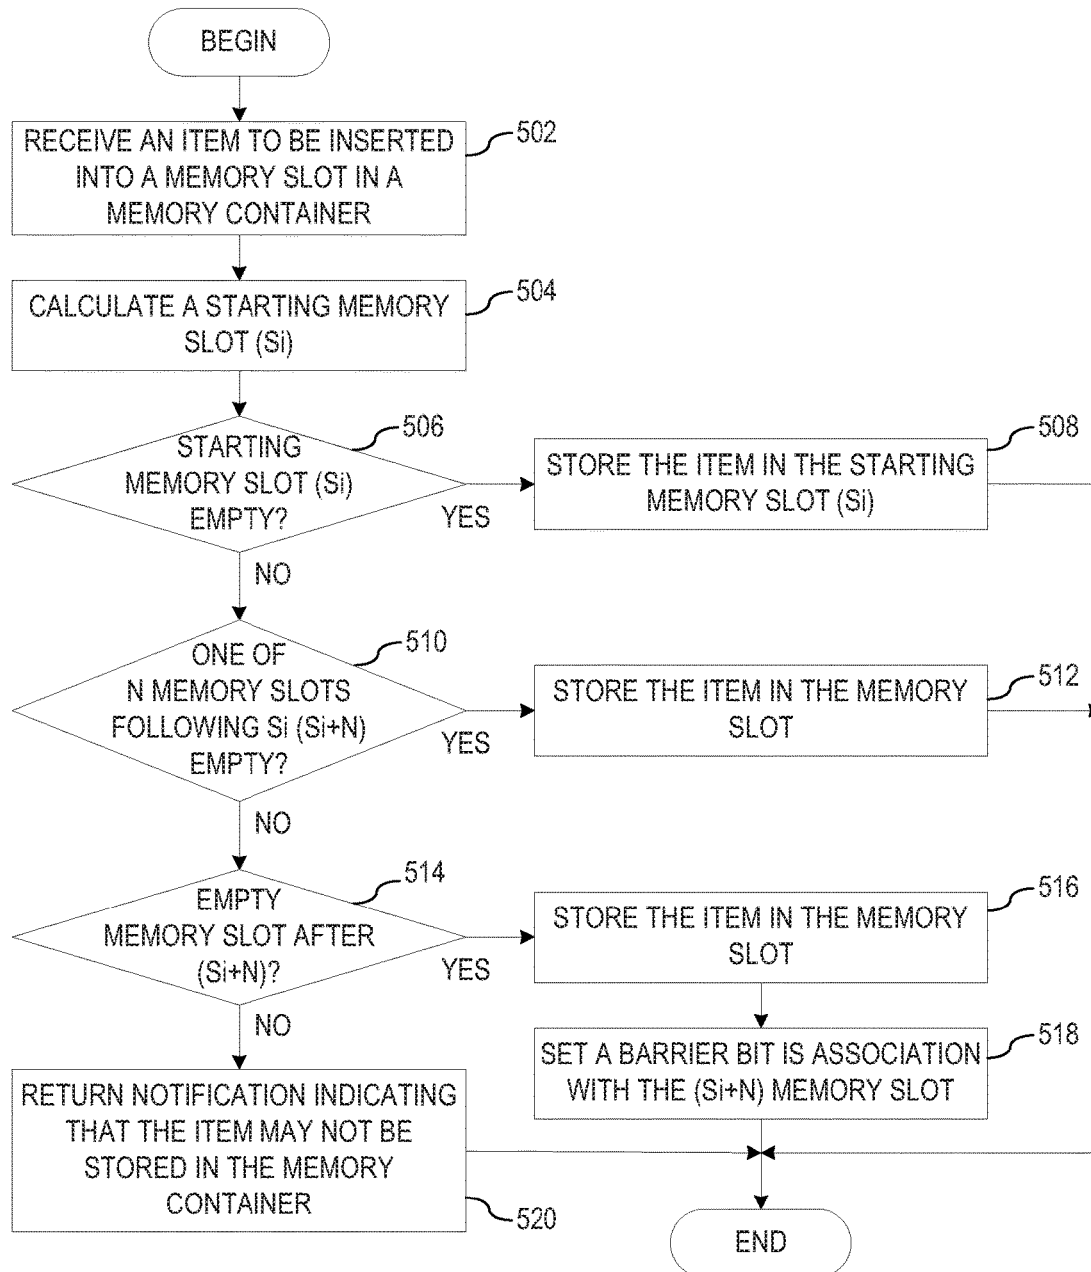 BEGIN
RECEIVE AN ITEM TO BE INSERTED
INTO A MEMORY SLOT IN A
MEMORY CONTAINER
502
CALCULATE A STARTING MEMORY
SLOT (Si)
504
STARTING
MEMORY SLOT (Si)
EMPTY?
506
YES
STORE THE ITEM IN THE STARTING
MEMORY SLOT (Si)
508
NO
ONE OF
N MEMORY SLOTS
FOLLOWING Si (Si+N)
EMPTY?
510
YES
STORE THE ITEM IN THE MEMORY
SLOT
512
NO
EMPTY
MEMORY SLOT AFTER
(Si+N)?
514
YES
STORE THE ITEM IN THE MEMORY
SLOT
516
NO
SET A BARRIER BIT IS ASSOCIATION
WITH THE (Si+N) MEMORY SLOT
518
RETURN NOTIFICATION INDICATING
THAT THE ITEM MAY NOT BE
STORED IN THE MEMORY
CONTAINER
520
END